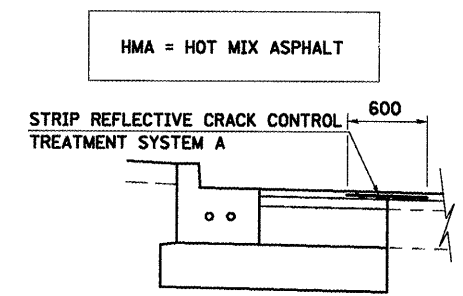 HMA = HOT MIX ASPHALT
600
STRIP REFLECTIVE CRACK CONTROL
TREATMENT SYSTEM A